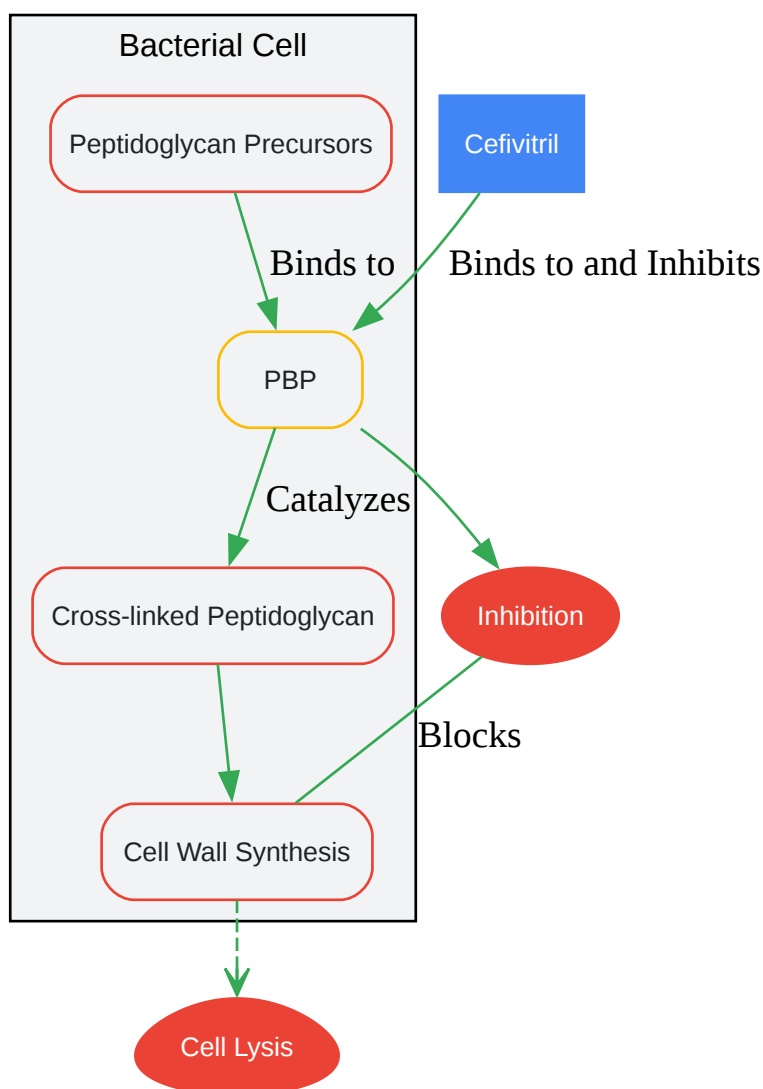 Bacterial Cell
Peptidoglycan Precursors
Cefivitril
Binds to
Binds to and Inhibits
PBP
Catalyzes
Cross-linked Peptidoglycan
Inhibition
Blocks
Cell Wall Synthesis
Cell Lysis